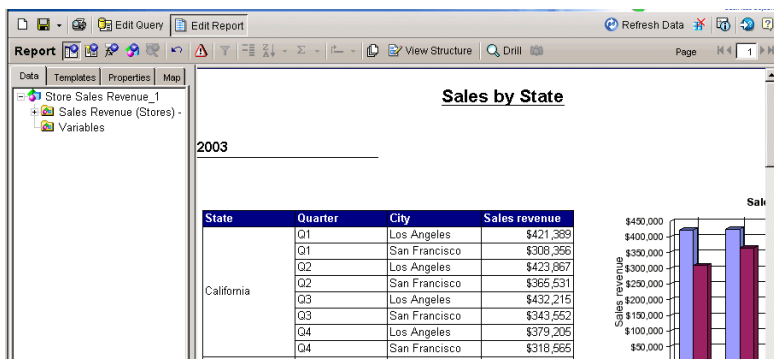 Edit Query Edit Report Refresh Data
Report View Structure Drill Page 1
Data Templates Properties Map
Store Sales Revenue_1
Sales Revenue (Stores) -
Variables
Sales by State
2003
State Quarter City Sales revenue
California
Q1 Los Angeles $421,389
Q1 San Francisco $308,356
Q2 Los Angeles $423,867
Q2 San Francisco $365,531
Q3 Los Angeles $432,215
Q3 San Francisco $343,552
Q4 Los Angeles $379,205
Q4 San Francisco $318,565
Sal
Sales revenue
$450,000
$400,000
$350,000
$300,000
$250,000
$200,000
$150,000
$100,000
$50,000